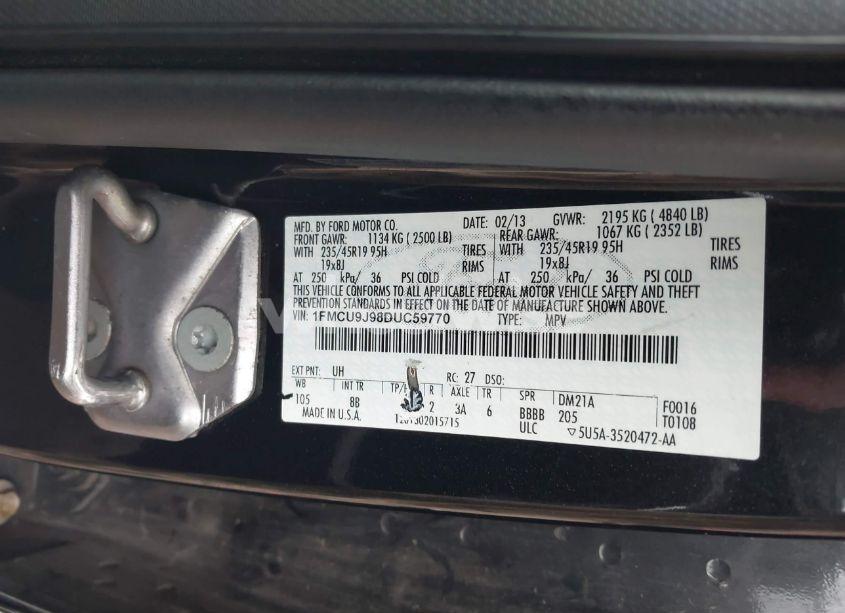 MFD. BY FORD MOTOR CO. DATE: 02/13 GVWR: 2195 KG ( 4840 LB)
FRONT GAWR: 1134 KG ( 2500 LB) REAR GAWR: 1067 KG ( 2352 LB)
WITH 235/45R19 95H TIRES WITH 235/45R19 95H TIRES
19x8J RIMS 19x8J RIMS
AT 250 kPa/ 36 PSI COLD AT 250 kPa/ 36 PSI COLD
THIS VEHICLE CONFORMS TO ALL APPLICABLE FEDERAL MOTOR VEHICLE SAFETY AND THEFT
PREVENTION STANDARDS IN EFFECT ON THE DATE OF MANUFACTURE SHOWN ABOVE.
VIN: 1FMCU9J98DUC59770 TYPE: MPV
EXT PNT: UH RC: 27 DSO:
WB INT TR TP/ R AXLE TR SPR DM21A F0016
105 8B 2 3A 6 BBBB 205 T0108
MADE IN U.S.A. ULC 5U5A-3520472-AA